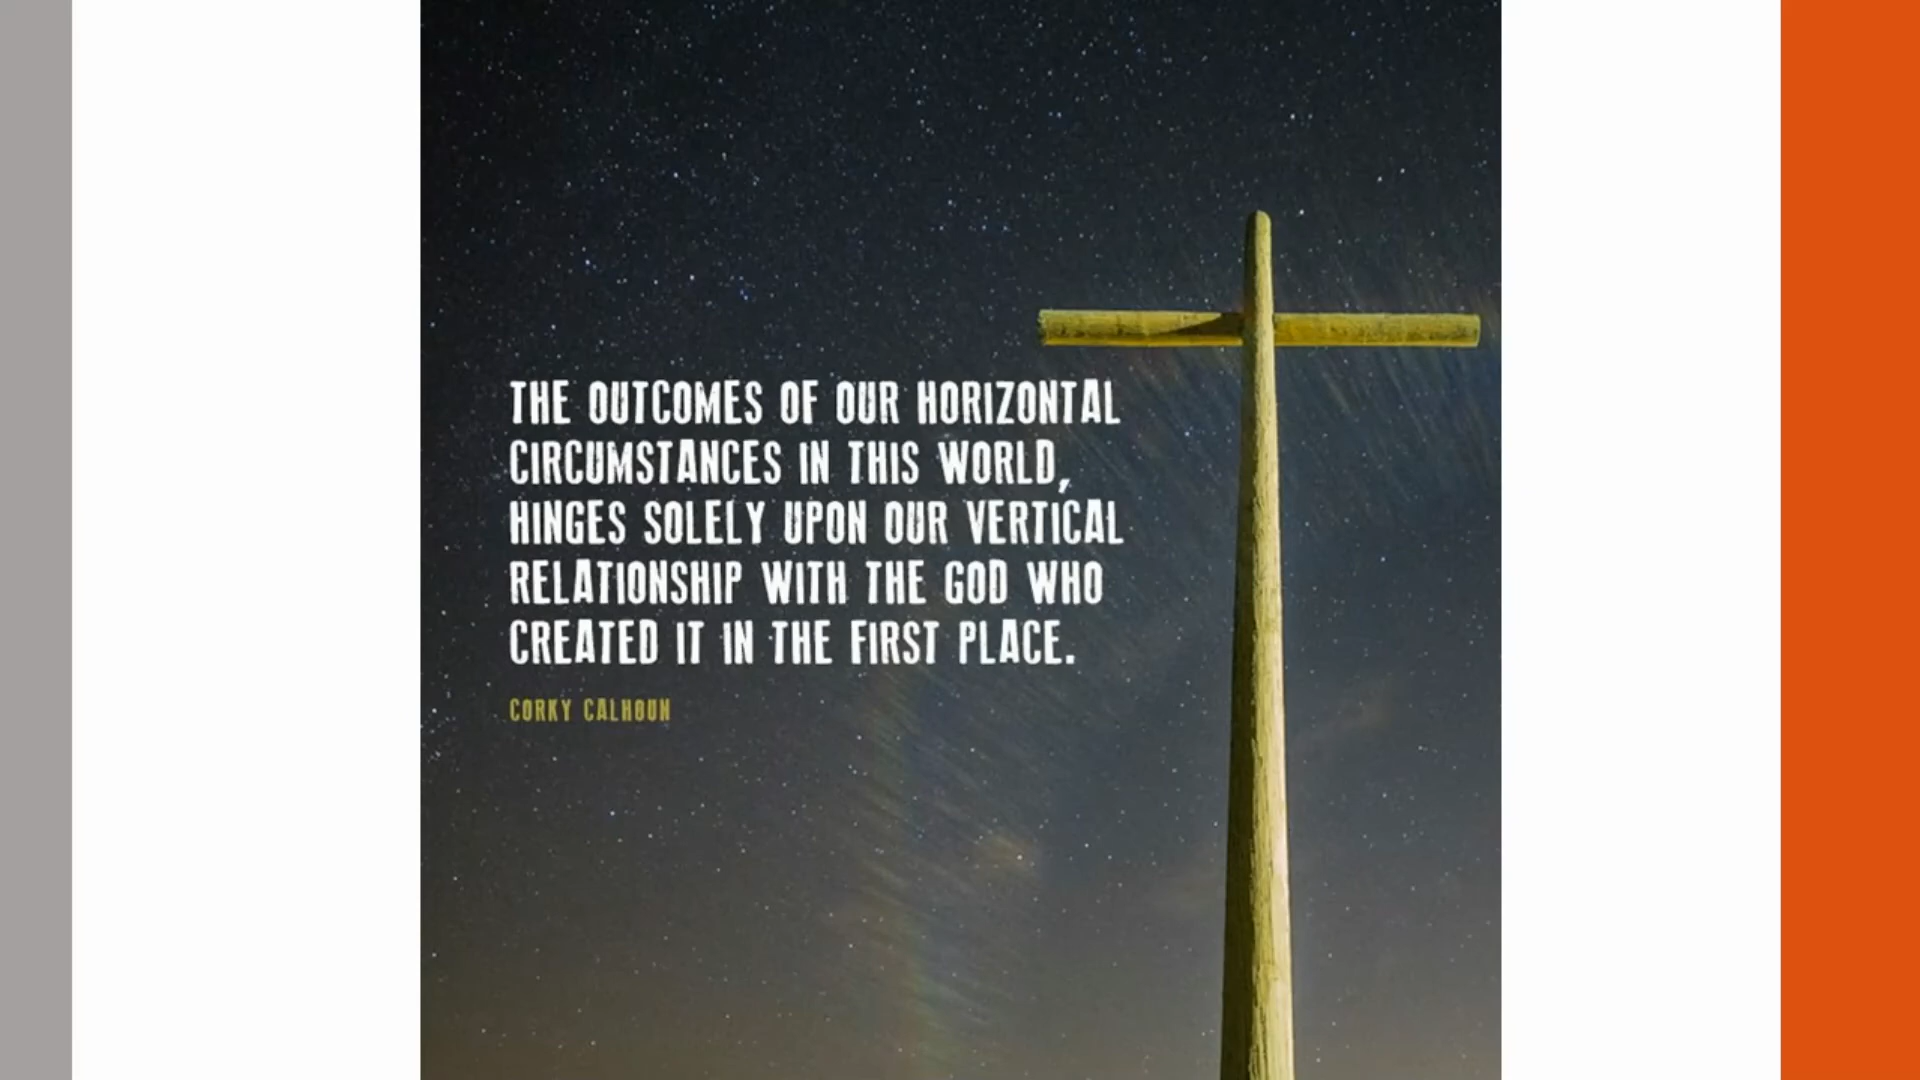 THE OUTCOMES OF OUR HORIZONTAL
CIRCUMSTANCES IN THIS WORLD,
HINGES SOLELY UPON OUR VERTICAL
RELATIONSHIP WITH THE GOD WHO
CREATED IT IN THE FIRST PLACE.
CORKY CALHOUN